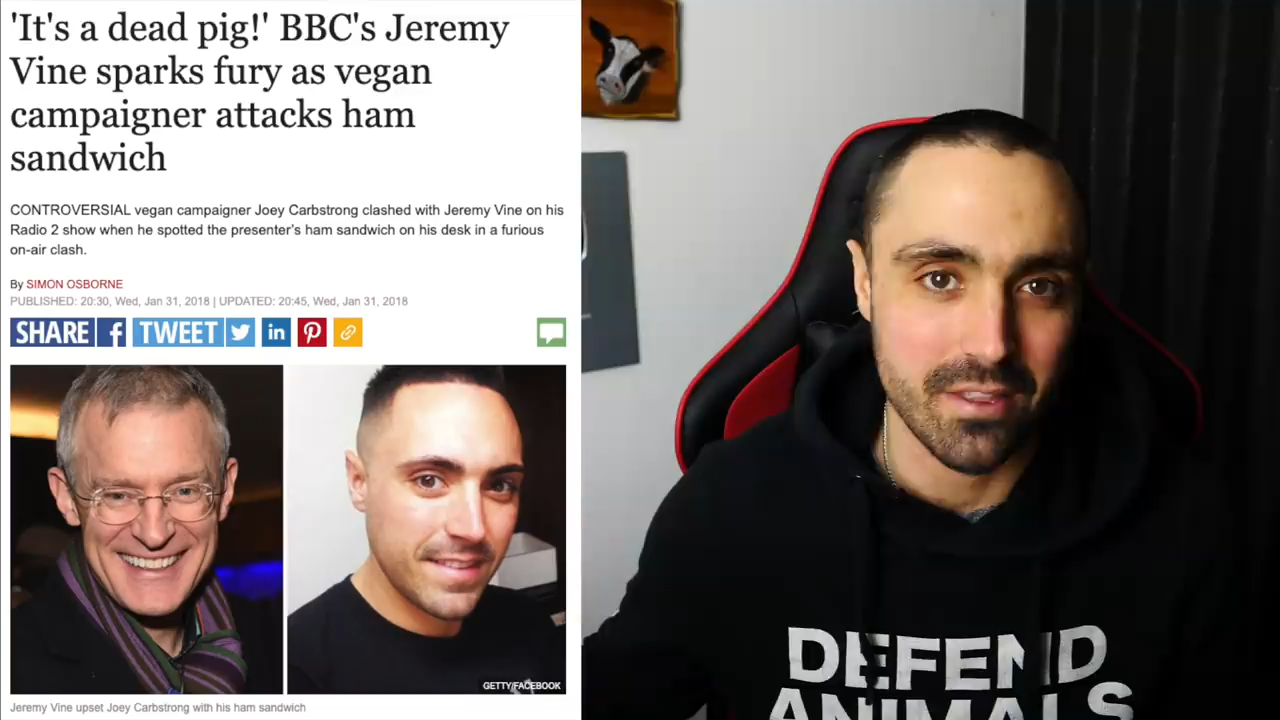 'It's a dead pig!' BBC's Jeremy
Vine sparks fury as vegan
campaigner attacks ham
sandwich
CONTROVERSIAL vegan campaigner Joey Carbstrong clashed with Jeremy Vine on his
Radio 2 show when he spotted the presenter's ham sandwich on his desk in a furious
on-air clash.
By SIMON OSBORNE
PUBLISHED: 20:30, Wed, Jan 31, 2018 | UPDATED: 20:45, Wed, Jan 31, 2018
SHARE f TWEET in
GETTY/FACEBOOK
Jeremy Vine upset Joey Carbstrong with his ham sandwich
DEFEND
ANIMALS